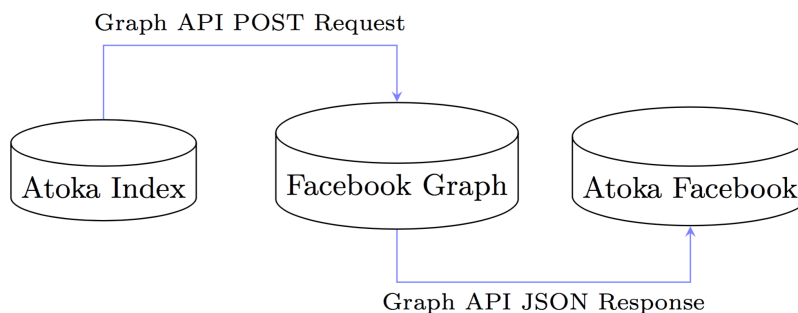 Graph API POST Request
Atoka Index
Facebook Graph
Atoka Facebook
Graph API JSON Response